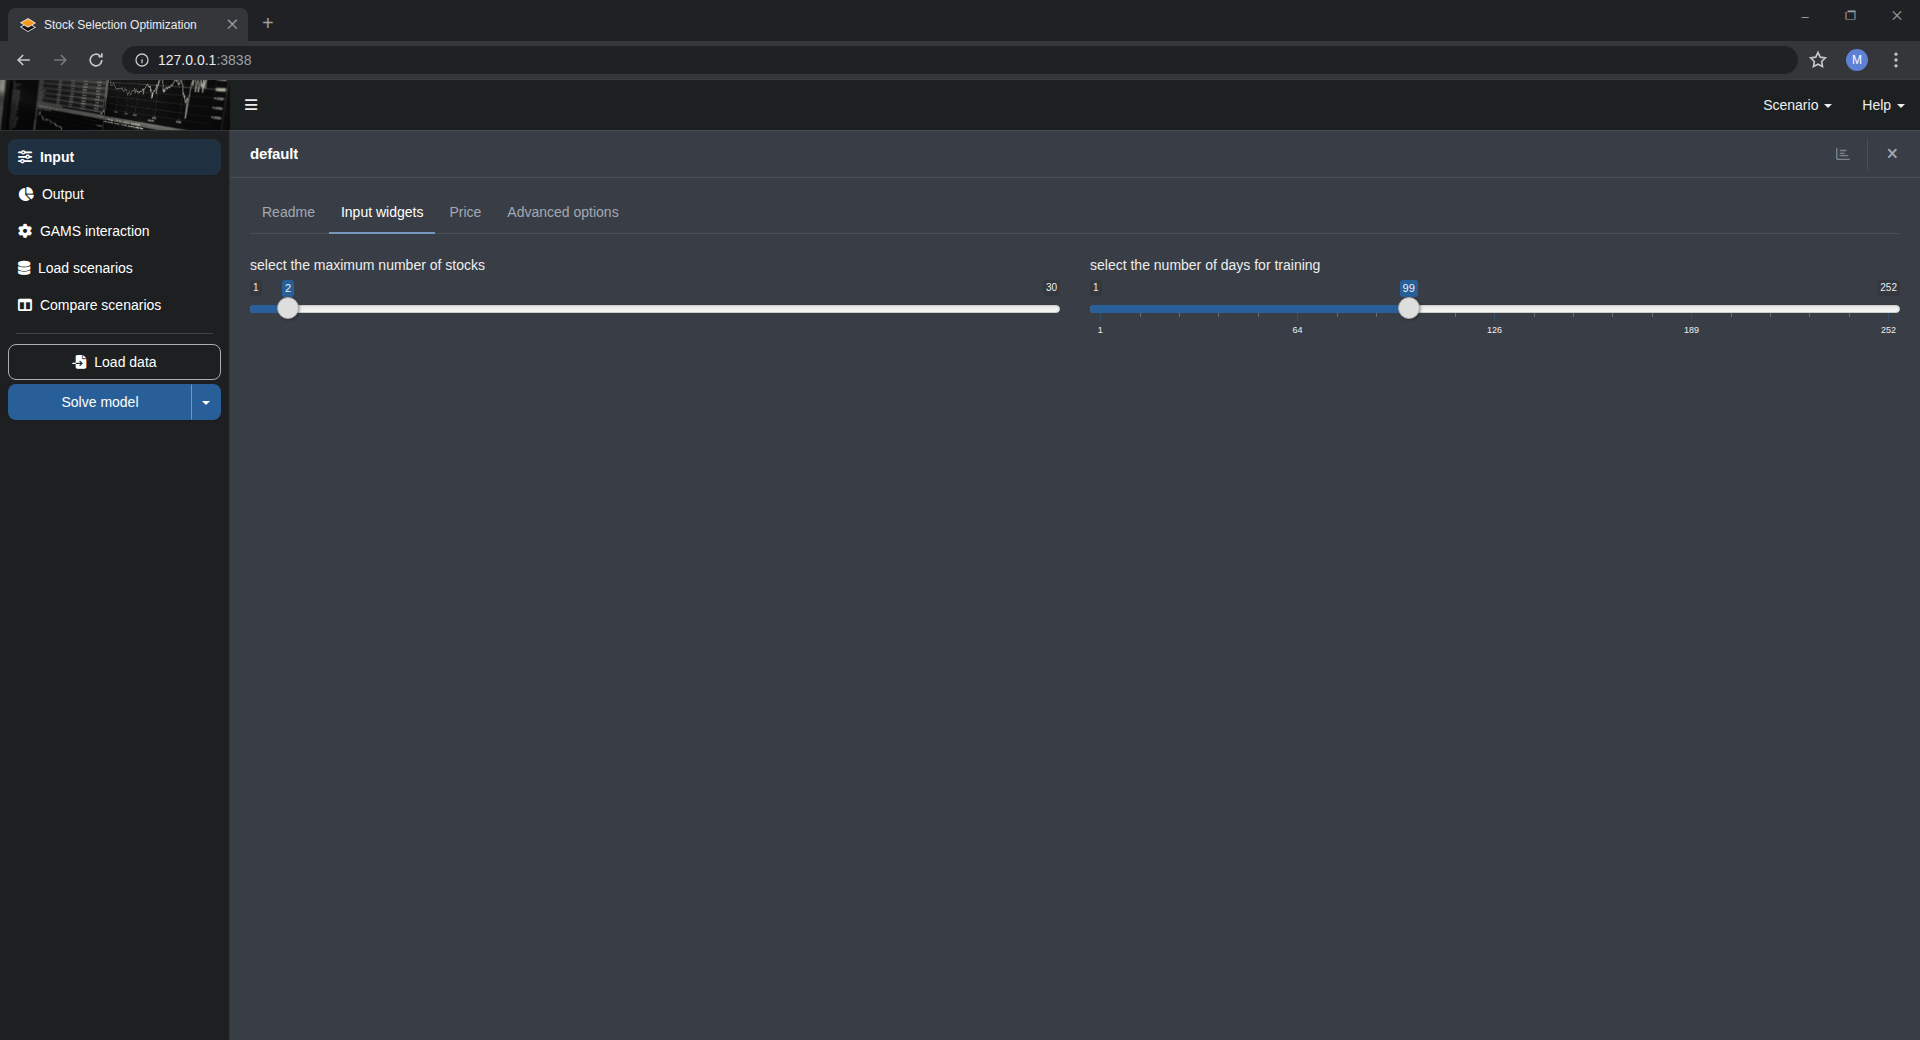 Stock Selection Optimization
127.0.0.1:3838
M
Scenario
Help
Input
Output
GAMS interaction
Load scenarios
Compare scenarios
Load data
Solve model
default
Readme
Input widgets
Price
Advanced options
select the maximum number of stocks
1
2
30
select the number of days for training
1
99
252
1
64
126
189
252